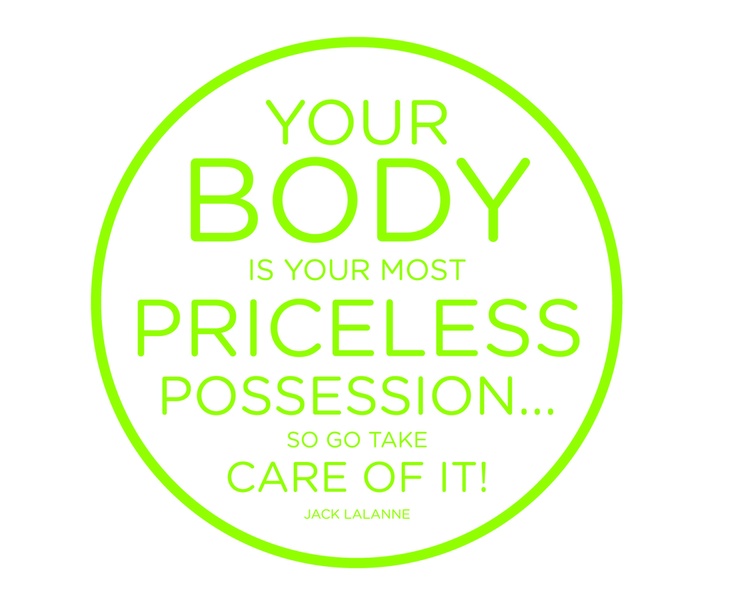 YOUR
BODY
IS YOUR MOST
PRICELESS
POSSESSION...
SO GO TAKE
CARE OF IT!
JACK LALANNE